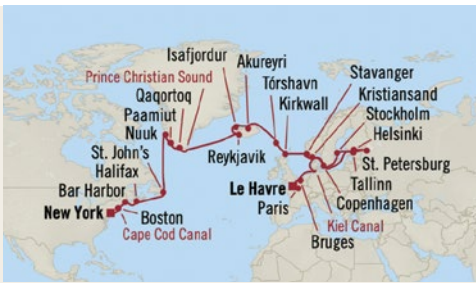 Isafjordur
Akureyri
Prince Christian Sound
Qaqortoq
Paamiut
Nuuk
Tórshavn
Kirkwall
Stavanger
Kristiansand
Stockholm
Helsinki
St. John's
Halifax
Bar Harbor
New York
Boston
Cape Cod Canal
Reykjavik
Le Havre
Paris
St. Petersburg
Tallinn
Copenhagen
Kiel Canal
Bruges